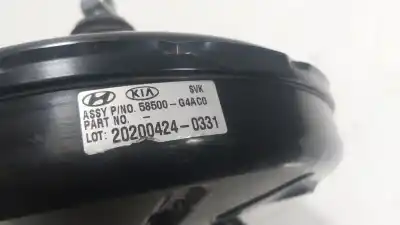 KIA SVK
ASSY P/NO. 58500-G4AC0
PART NO. -
LOT: 20200424-0331